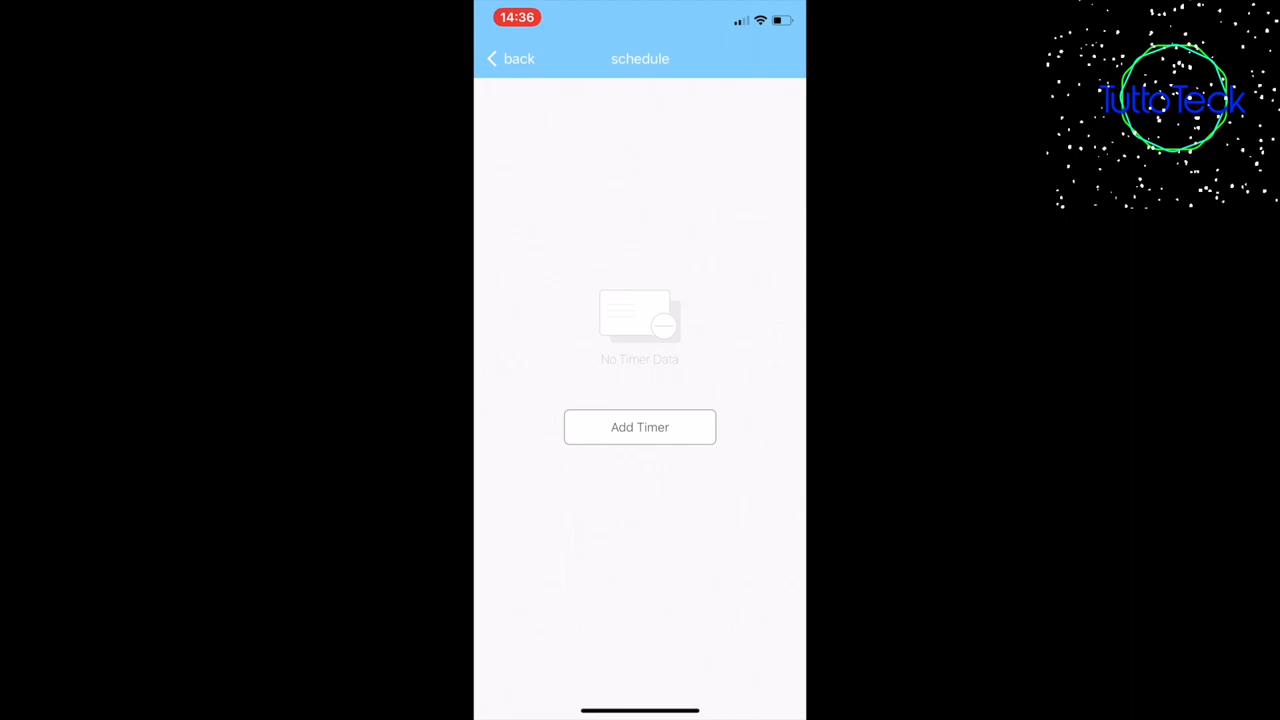 14:36
back
schedule
TuttoTeck
No Timer Data
Add Timer